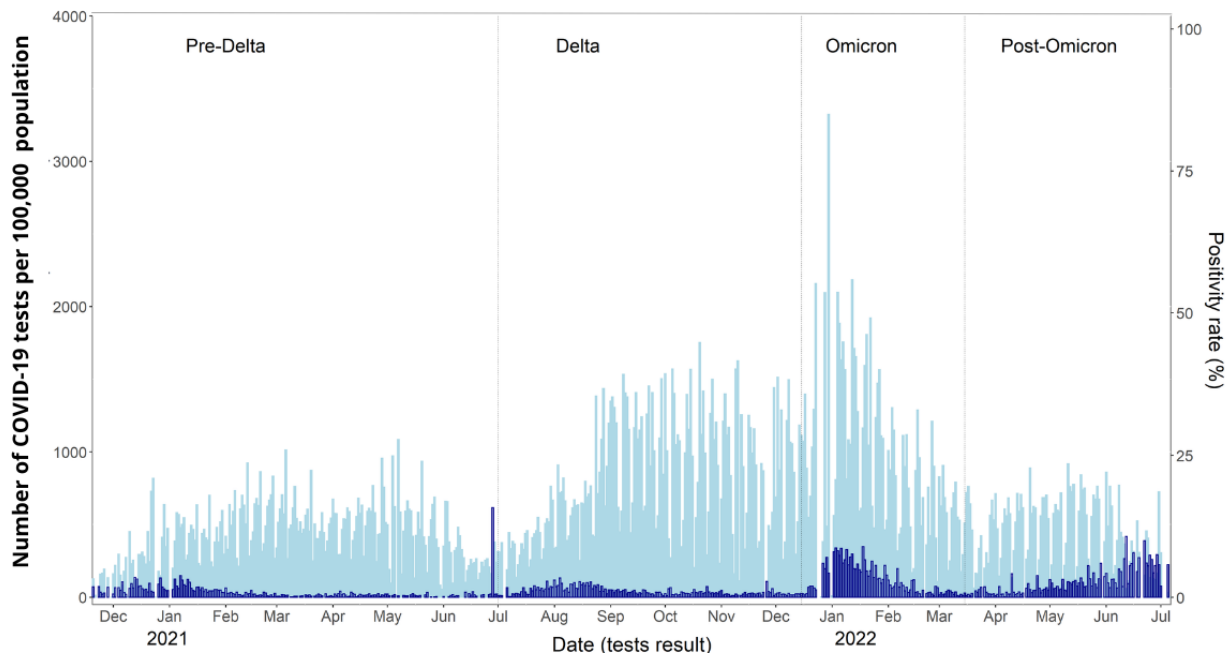 4000
3000
2000
1000
0
Number of COVID-19 tests per 100,000 population
Pre-Delta Delta Omicron Post-Omicron
100
75
50
25
0
Positivity rate (%)
Dec Jan Feb Mar Apr May Jun Jul Aug Sep Oct Nov Dec Jan Feb Mar Apr May Jun Jul
2021 2022
Date (tests result)